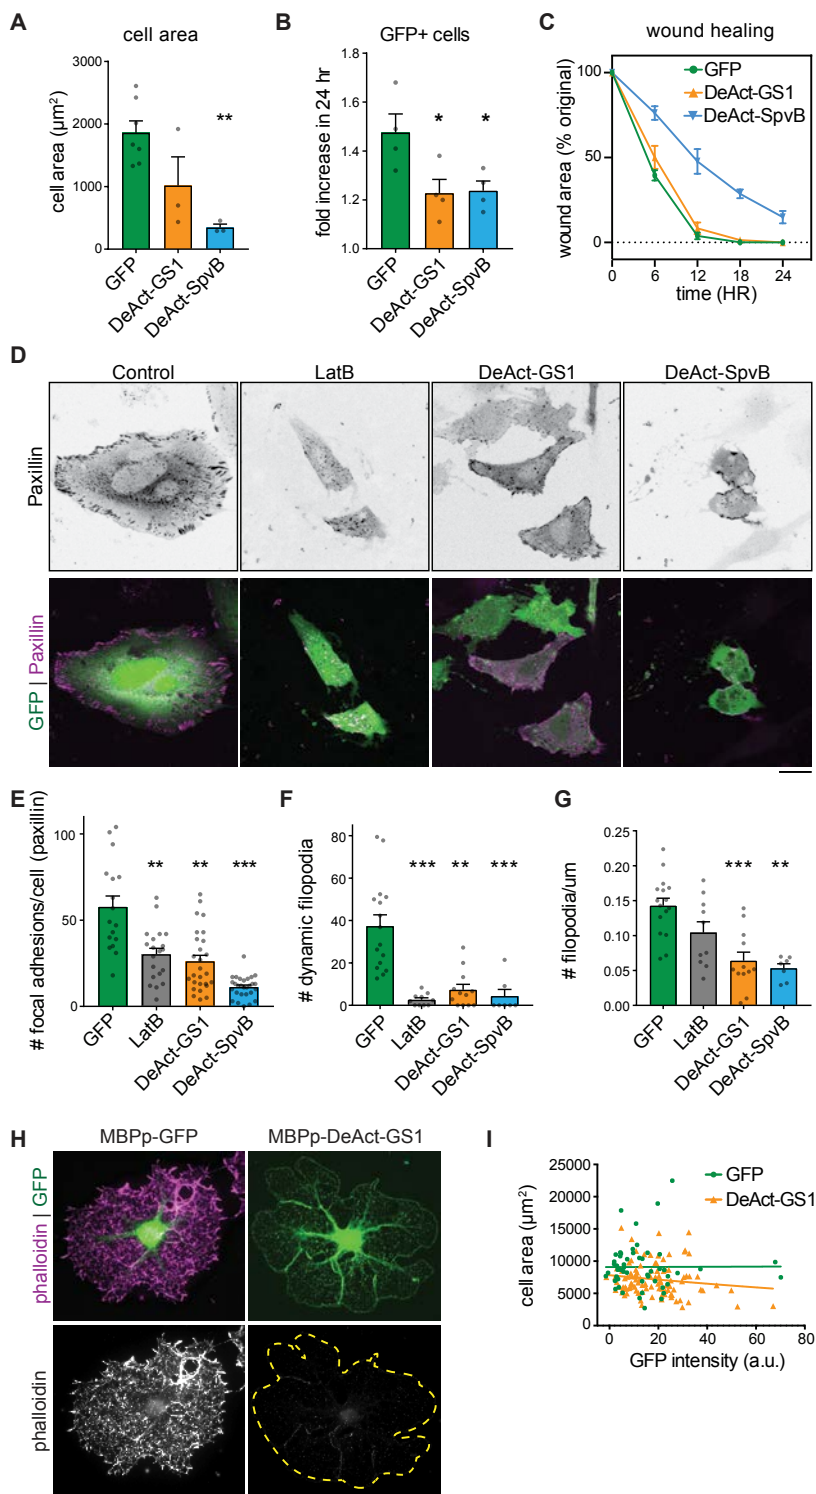 A
cell area
cell area (µm²)
3000
2000
1000
0
**
GFP
DeAct-GS1
DeAct-SpvB
B
GFP+ cells
fold increase in 24 hr
1.8
1.6
1.4
1.2
1.0
*
*
GFP
DeAct-GS1
DeAct-SpvB
C
wound healing
wound area (% original)
100
50
0
GFP
DeAct-GS1
DeAct-SpvB
0 6 12 18 24
time (HR)
D
Control
LatB
DeAct-GS1
DeAct-SpvB
Paxillin
GFP | Paxillin
E
# focal adhesions/cell (paxillin)
100
50
0
**
**
***
GFP
LatB
DeAct-GS1
DeAct-SpvB
F
# dynamic filopodia
80
60
40
20
0
***
**
***
GFP
LatB
DeAct-GS1
DeAct-SpvB
G
# filopodia/um
0.25
0.20
0.15
0.10
0.05
0.00
***
**
GFP
LatB
DeAct-GS1
DeAct-SpvB
H
MBPp-GFP
MBPp-DeAct-GS1
phalloidin | GFP
phalloidin
I
cell area (µm²)
25000
20000
15000
10000
5000
0
GFP
DeAct-GS1
0 20 40 60 80
GFP intensity (a.u.)